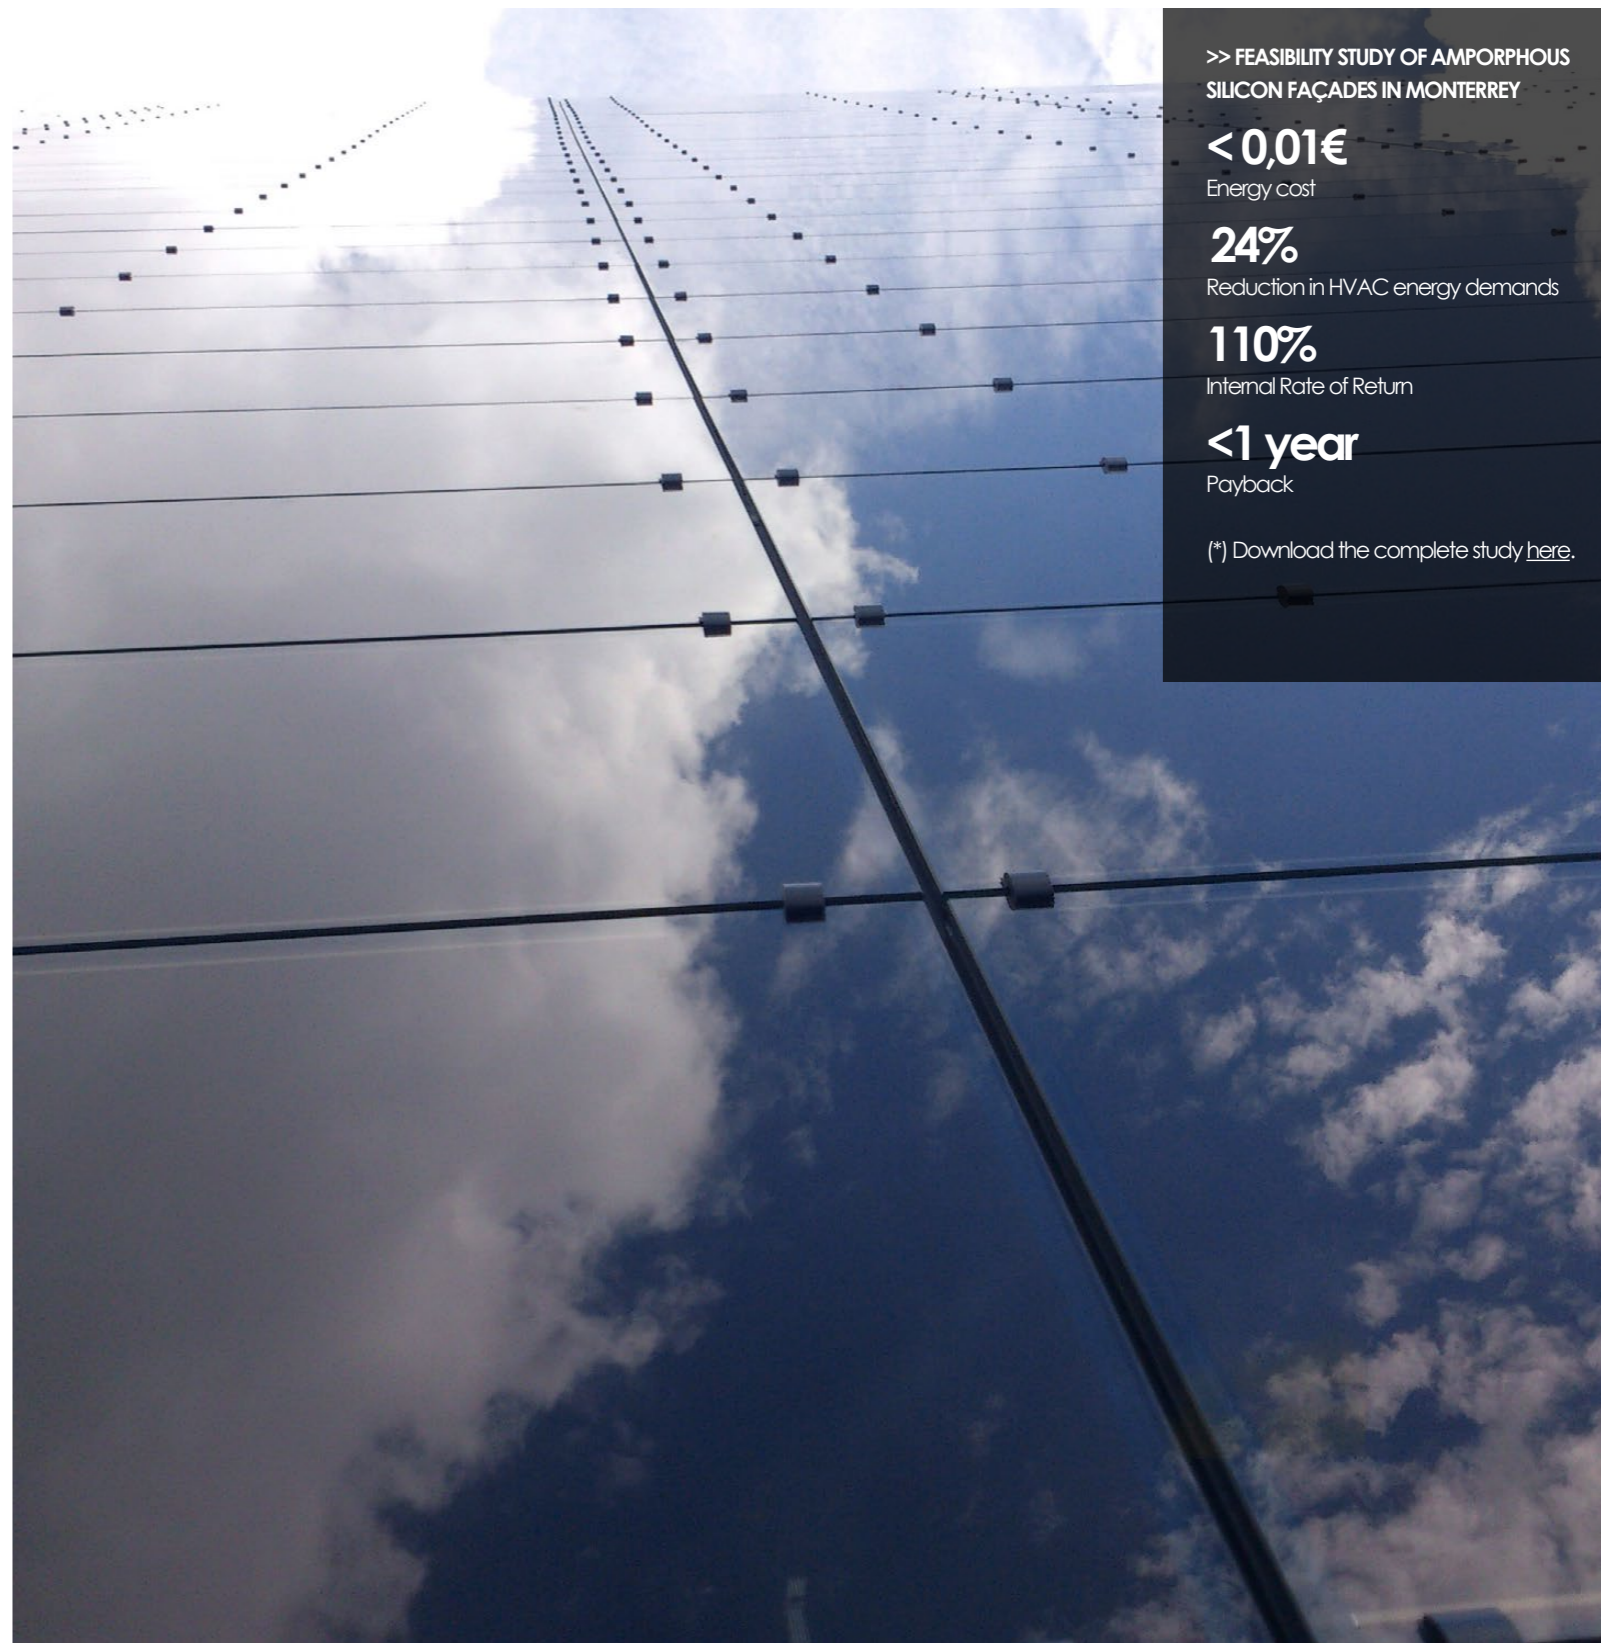 >> FEASIBILITY STUDY OF AMPORPHOUS
SILICON FAÇADES IN MONTERREY
< 0,01€
Energy cost
24%
Reduction in HVAC energy demands
110%
Internal Rate of Return
<1 year
Payback
(*) Download the complete study here.